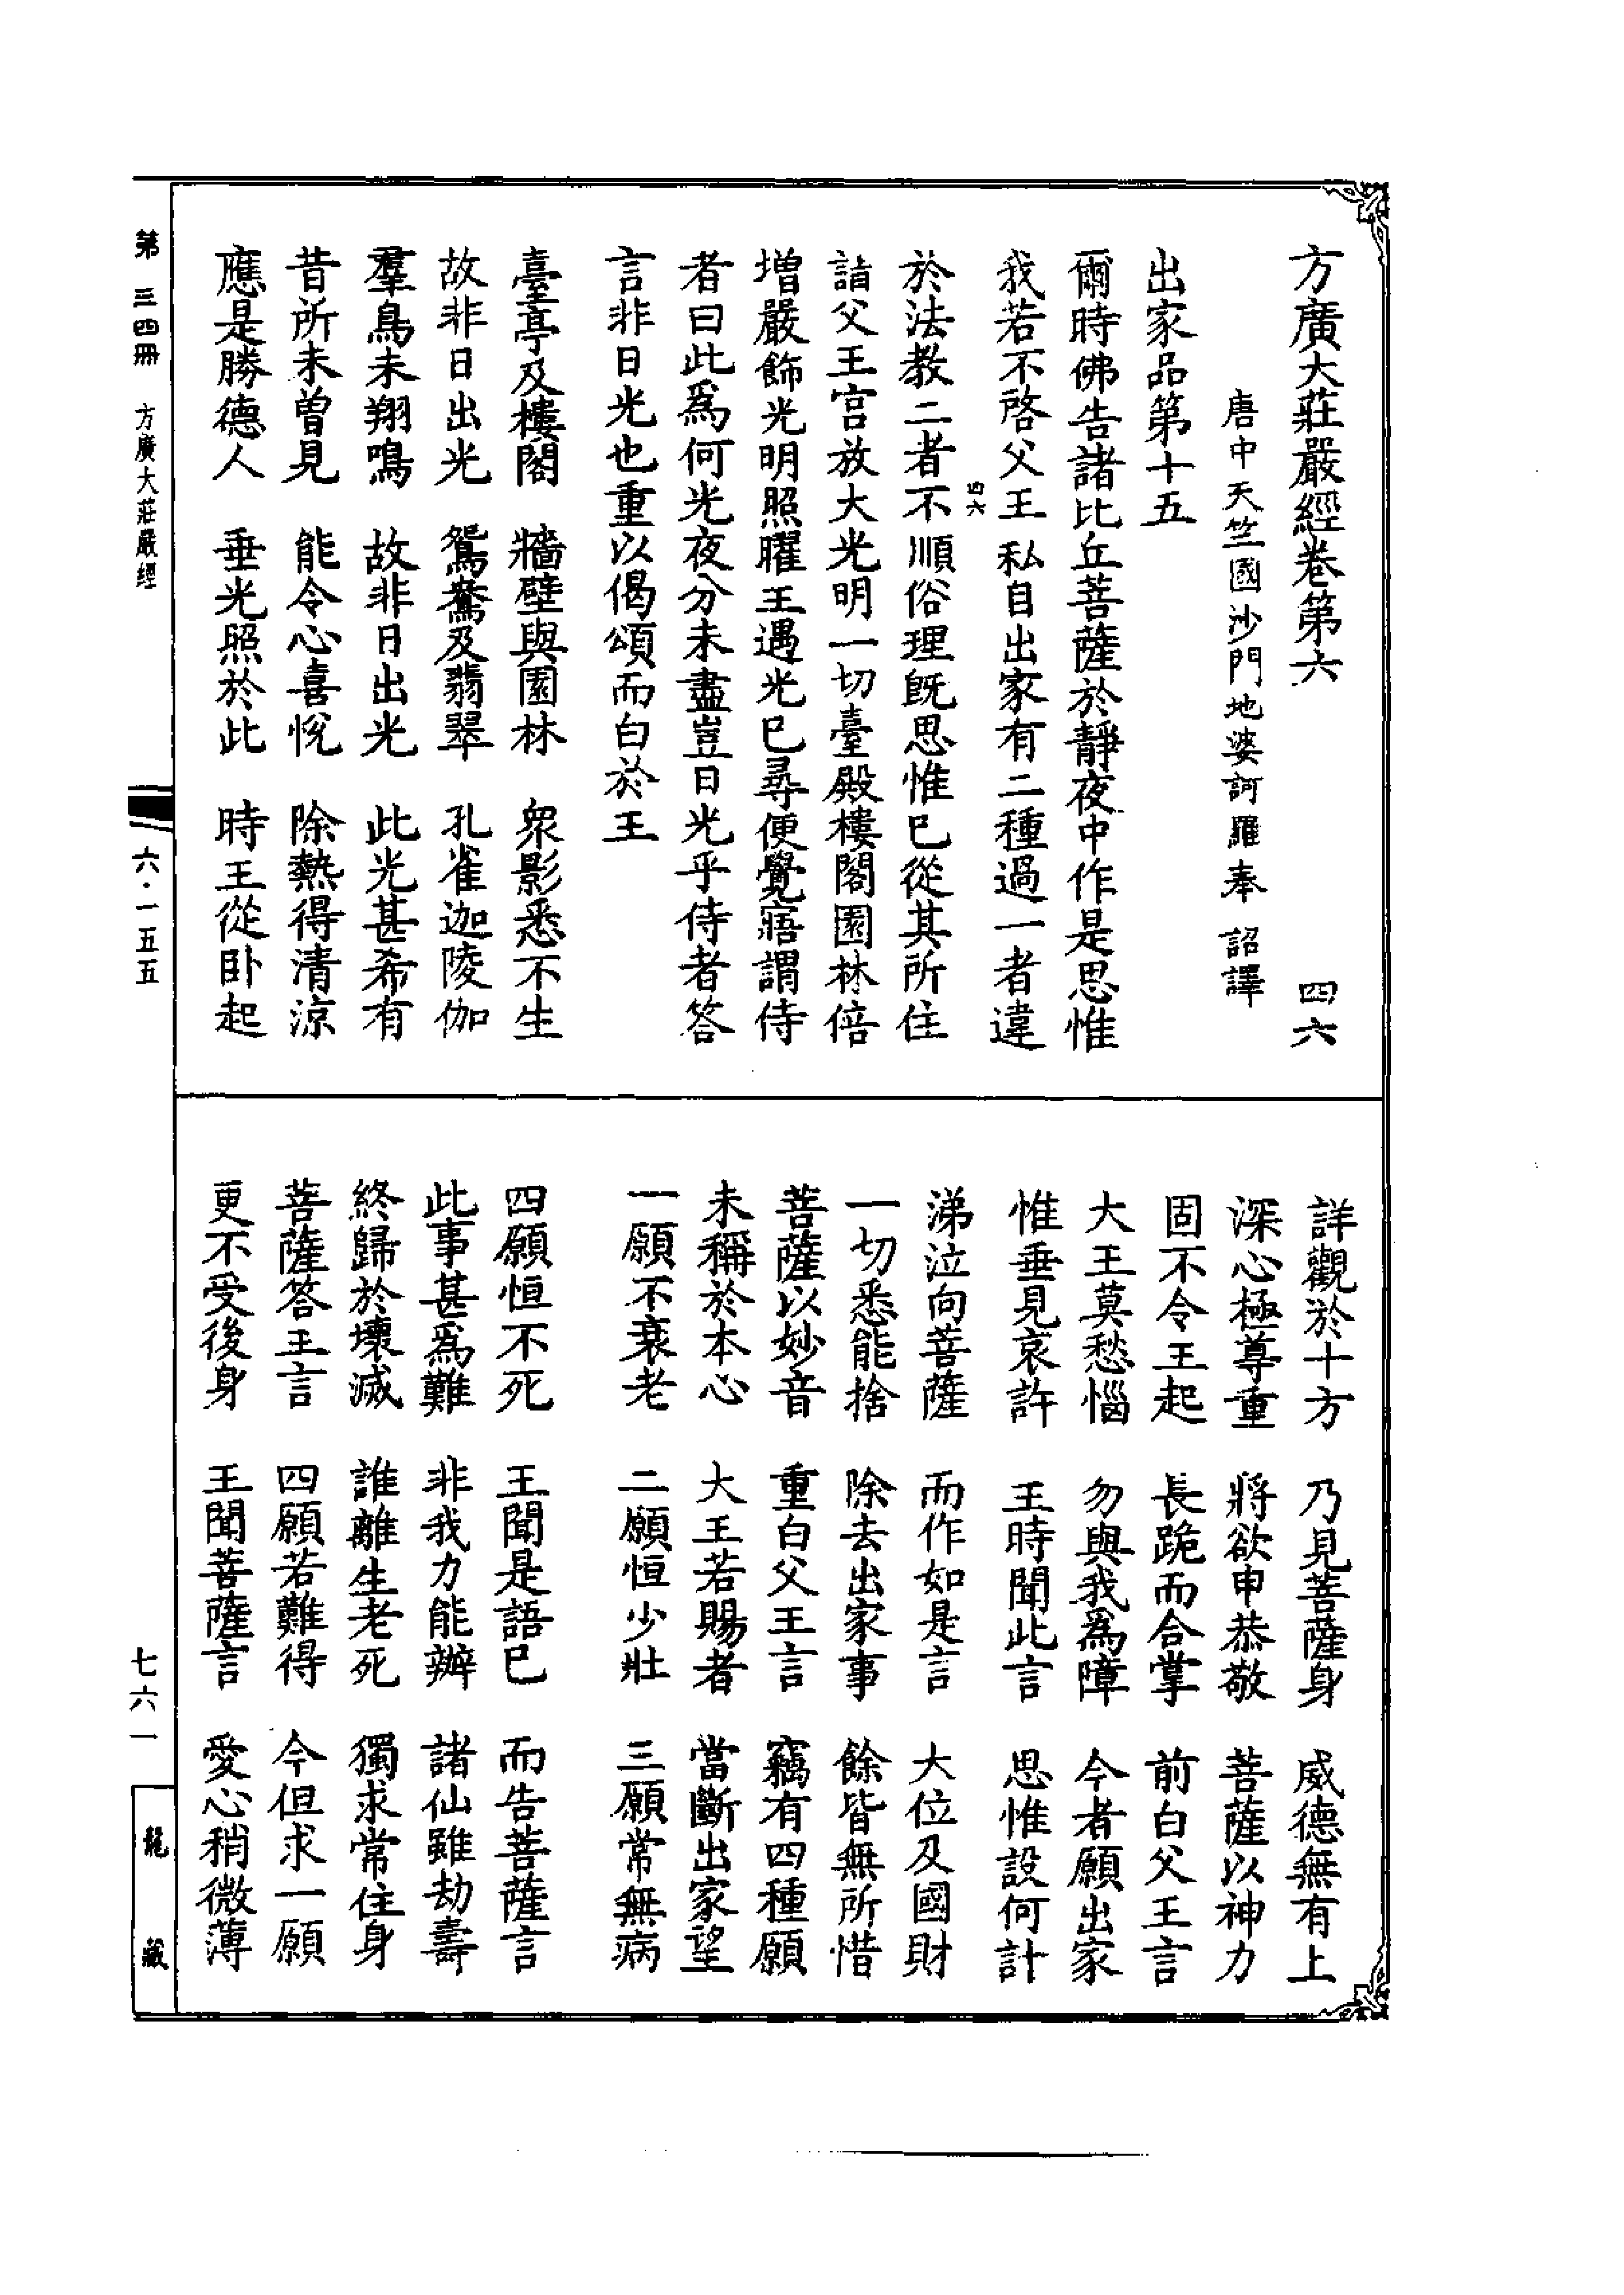 方廣大莊嚴經卷第六 四六
唐中天竺國沙門地婆訶羅奉 詔譯
出家品第十五
爾時佛告諸比丘菩薩於靜夜中作是思惟
我若不啓父王私自出家有二種過一者違
四六
於法教二者不順俗理旣思惟已從其所住
詣父王宮放大光明一切臺殿樓閣園林倍
增嚴飾光明照曜王遇光已尋便覺寤謂侍
者曰此爲何光夜分未盡豈日光乎侍者答
言非日光也重以偈頌而白於王
臺亭及樓閣 牆壁與園林 衆影悉不生
故非日出光 鴛鴦及翡翠 孔雀迦陵伽
羣鳥未翔鳴 故非日出光 此光甚希有
昔所未曾見 能令心喜悅 除熱得清涼
應是勝德人 垂光照於此 時王從卧起
詳觀於十方 乃見菩薩身 威德無有上
深心極尊重 將欲申恭敬 菩薩以神力
固不令王起 長跪而合掌 前白父王言
大王莫愁惱 勿與我爲障 今者願出家
惟垂見哀許 王時聞此言 思惟設何計
涕泣向菩薩 而作如是言 大位及國財
一切悉能捨 除去出家事 餘皆無所惜
菩薩以妙音 重白父王言 竊有四種願
未稱於本心 大王若賜者 當斷出家望
一願不衰老 二願恒少壯 三願常無病
四願恒不死 王聞是語已 而告菩薩言
此事甚爲難 非我力能辦 諸仙雖劫壽
終歸於壞滅 誰離生老死 獨求常住身
菩薩答王言 四願若難得 今但求一願
更不受後身 王聞菩薩言 愛心稍微薄
第三四冊 方廣大莊嚴經 六·一五五 七六一 龍藏